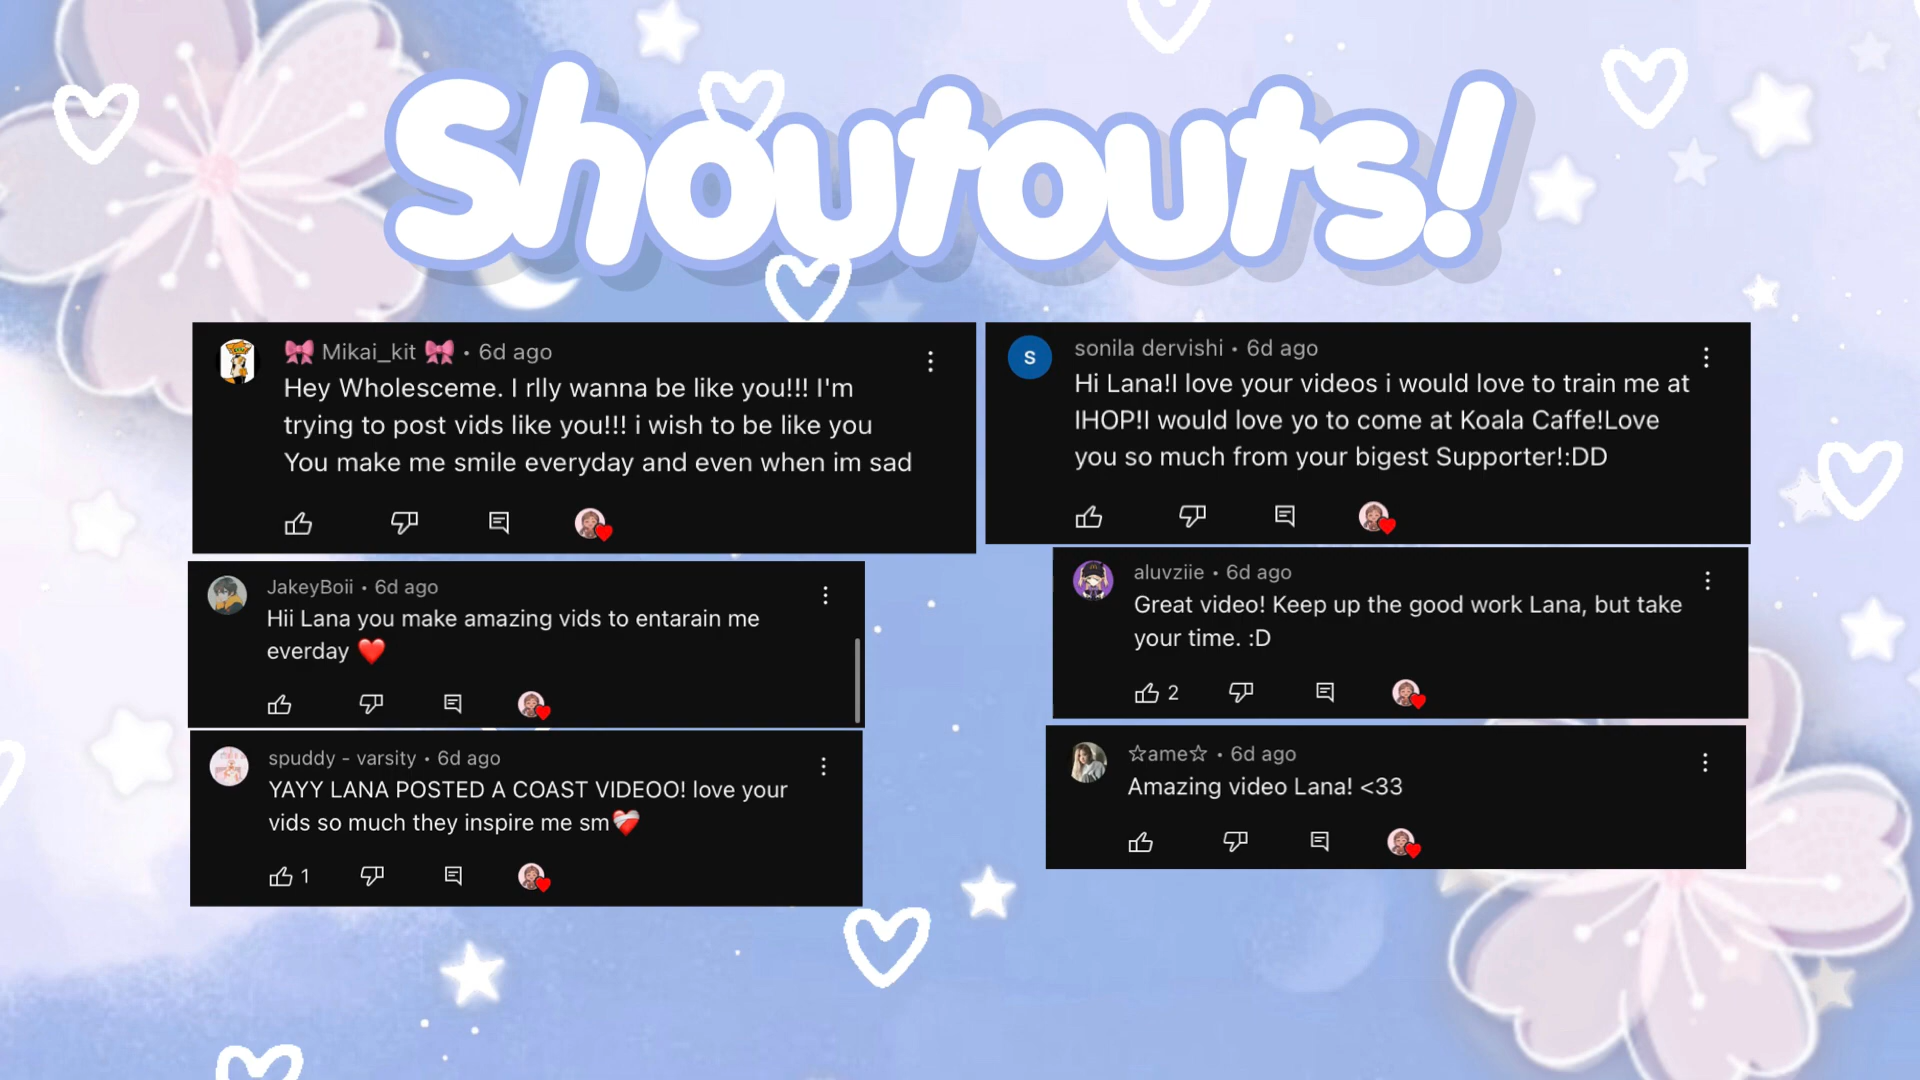 Shoutouts!
🎀 Mikai_kit 🎀 • 6d ago
Hey Wholesceme. I rlly wanna be like you!!! I'm
trying to post vids like you!!! i wish to be like you
You make me smile everyday and even when im sad
S
sonila dervishi • 6d ago
Hi Lana!I love your videos i would love to train me at
IHOP!I would love yo to come at Koala Caffe!Love
you so much from your bigest Supporter!:DD
JakeyBoii • 6d ago
Hii Lana you make amazing vids to entarain me
everday ❤️
aluvziie • 6d ago
Great video! Keep up the good work Lana, but take
your time. :D
2
spuddy - varsity • 6d ago
YAYY LANA POSTED A COAST VIDEOO! love your
vids so much they inspire me sm❤️‍🩹
1
☆ame☆ • 6d ago
Amazing video Lana! <33